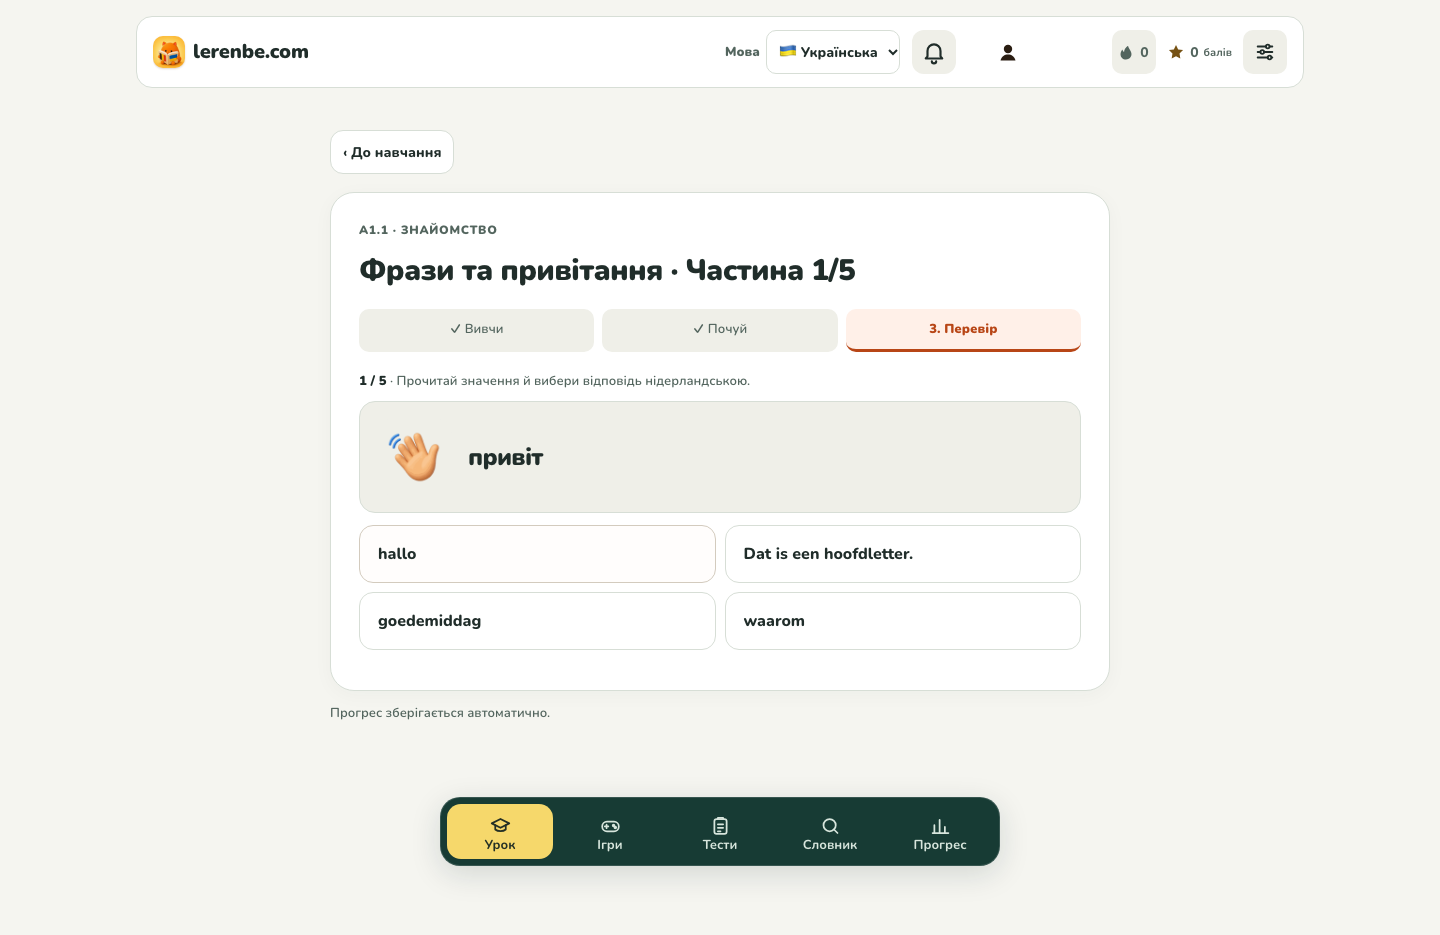 lerenbe.com
Мова
Українська
0
0 балів
‹ До навчання
А1.1 · ЗНАЙОМСТВО
Фрази та привітання · Частина 1/5
✓ Вивчи
✓ Почуй
3. Перевір
1 / 5 · Прочитай значення й вибери відповідь нідерландською.
привіт
hallo
Dat is een hoofdletter.
goedemiddag
waarom
Прогрес зберігається автоматично.
Урок
Ігри
Тести
Словник
Прогрес